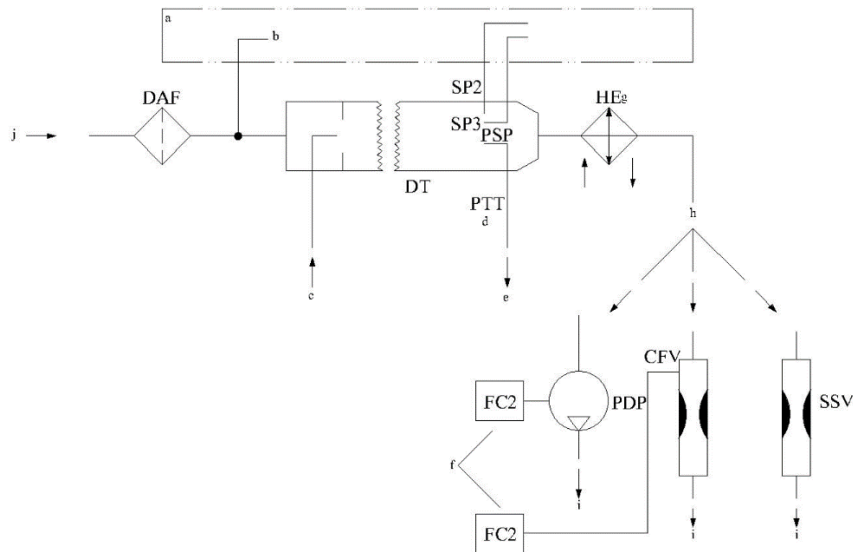 a
b
SP2
DAF
HE g
j
SP3
PSP
DT
PTT
d
h
c
e
CFV
FC2
PDP
SSV
f
i
FC2
i
i